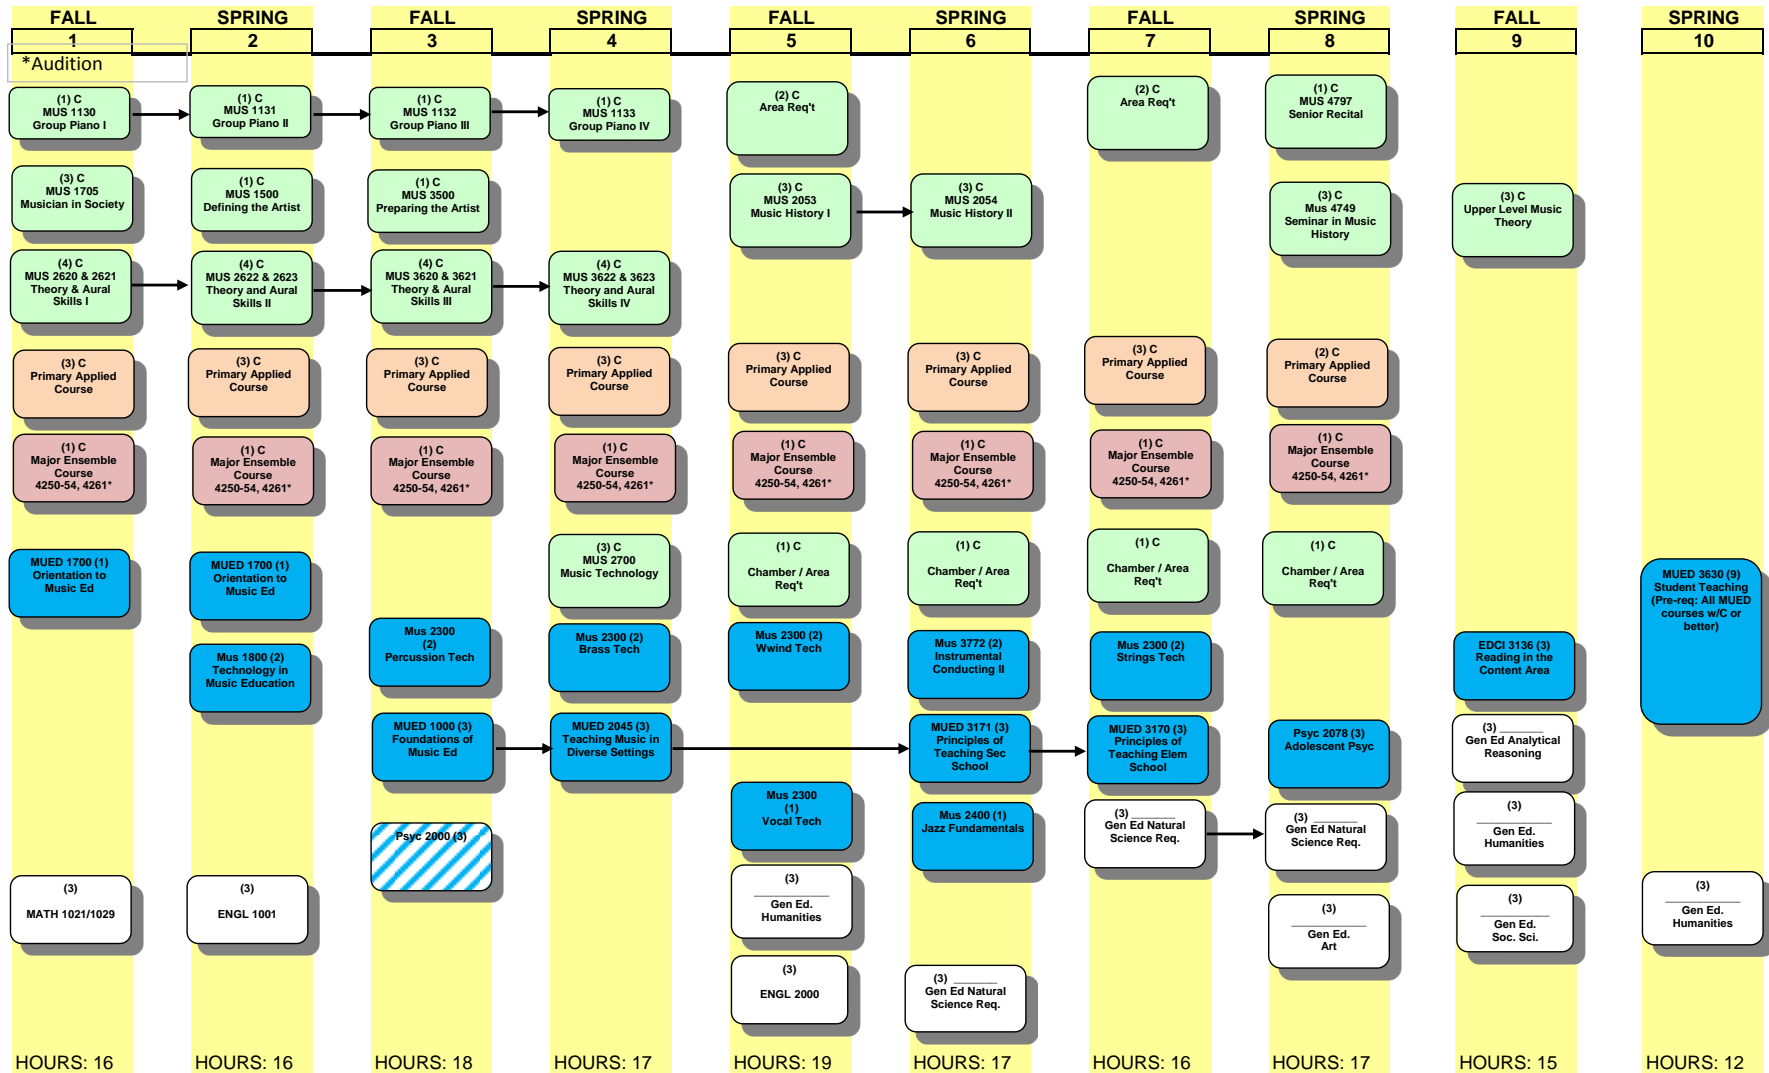 FALL
1
*Audition
(1) C
MUS 1130
Group Piano I
(3) C
MUS 1705
Musician in Society
(4) C
MUS 2620 & 2621
Theory & Aural
Skills I
(3) C
Primary Applied
Course
(1) C
Major Ensemble
Course
4250-54, 4261*
MUED 1700 (1)
Orientation to
Music Ed
(3)
MATH 1021/1029
HOURS: 16
SPRING
2
(1) C
MUS 1131
Group Piano II
(1) C
MUS 1500
Defining the Artist
(4) C
MUS 2622 & 2623
Theory and Aural
Skills II
(3) C
Primary Applied
Course
(1) C
Major Ensemble
Course
4250-54, 4261*
MUED 1700 (1)
Orientation to
Music Ed
Mus 1800 (2)
Technology in
Music Education
(3)
ENGL 1001
HOURS: 16
FALL
3
(1) C
MUS 1132
Group Piano III
(1) C
MUS 3500
Preparing the Artist
(4) C
MUS 3620 & 3621
Theory & Aural
Skills III
(3) C
Primary Applied
Course
(1) C
Major Ensemble
Course
4250-54, 4261*
Mus 2300
(2)
Percussion Tech
MUED 1000 (3)
Foundations of
Music Ed
Psyc 2000 (3)
HOURS: 18
SPRING
4
(1) C
MUS 1133
Group Piano IV
(4) C
MUS 3622 & 3623
Theory and Aural
Skills IV
(3) C
Primary Applied
Course
(1) C
Major Ensemble
Course
4250-54, 4261*
(3) C
MUS 2700
Music Technology
Mus 2300 (2)
Brass Tech
MUED 2045 (3)
Teaching Music in
Diverse Settings
HOURS: 17
FALL
5
(2) C
Area Req't
(3) C
MUS 2053
Music History I
(3) C
Primary Applied
Course
(1) C
Major Ensemble
Course
4250-54, 4261*
(1) C
Chamber / Area
Req't
Mus 2300 (2)
Wwind Tech
Mus 2300
(1)
Vocal Tech
(3)
____________
Gen Ed.
Humanities
(3)
ENGL 2000
HOURS: 19
SPRING
6
(3) C
MUS 2054
Music History II
(3) C
Primary Applied
Course
(1) C
Major Ensemble
Course
4250-54, 4261*
(1) C
Chamber / Area
Req't
Mus 3772 (2)
Instrumental
Conducting II
MUED 3171 (3)
Principles of
Teaching Sec
School
Mus 2400 (1)
Jazz Fundamentals
(3) _______
Gen Ed Natural
Science Req.
HOURS: 17
FALL
7
(2) C
Area Req't
(3) C
Primary Applied
Course
(1) C
Major Ensemble
Course
4250-54, 4261*
(1) C
Chamber / Area
Req't
Mus 2300 (2)
Strings Tech
MUED 3170 (3)
Principles of
Teaching Elem
School
(3) _______
Gen Ed Natural
Science Req.
HOURS: 16
SPRING
8
(1) C
MUS 4797
Senior Recital
(3) C
Mus 4749
Seminar in Music
History
(2) C
Primary Applied
Course
(1) C
Major Ensemble
Course
4250-54, 4261*
(1) C
Chamber / Area
Req't
Psyc 2078 (3)
Adolescent Psyc
(3) _______
Gen Ed Natural
Science Req.
(3)
____________
Gen Ed.
Art
HOURS: 17
FALL
9
(3) C
Upper Level Music
Theory
EDCI 3136 (3)
Reading in the
Content Area
(3) _______
Gen Ed Analytical
Reasoning
(3)
____________
Gen Ed.
Humanities
(3)
___________
Gen Ed.
Soc. Sci.
HOURS: 15
SPRING
10
MUED 3630 (9)
Student Teaching
(Pre-req: All MUED
courses w/C or
better)
(3)
____________
Gen Ed.
Humanities
HOURS: 12